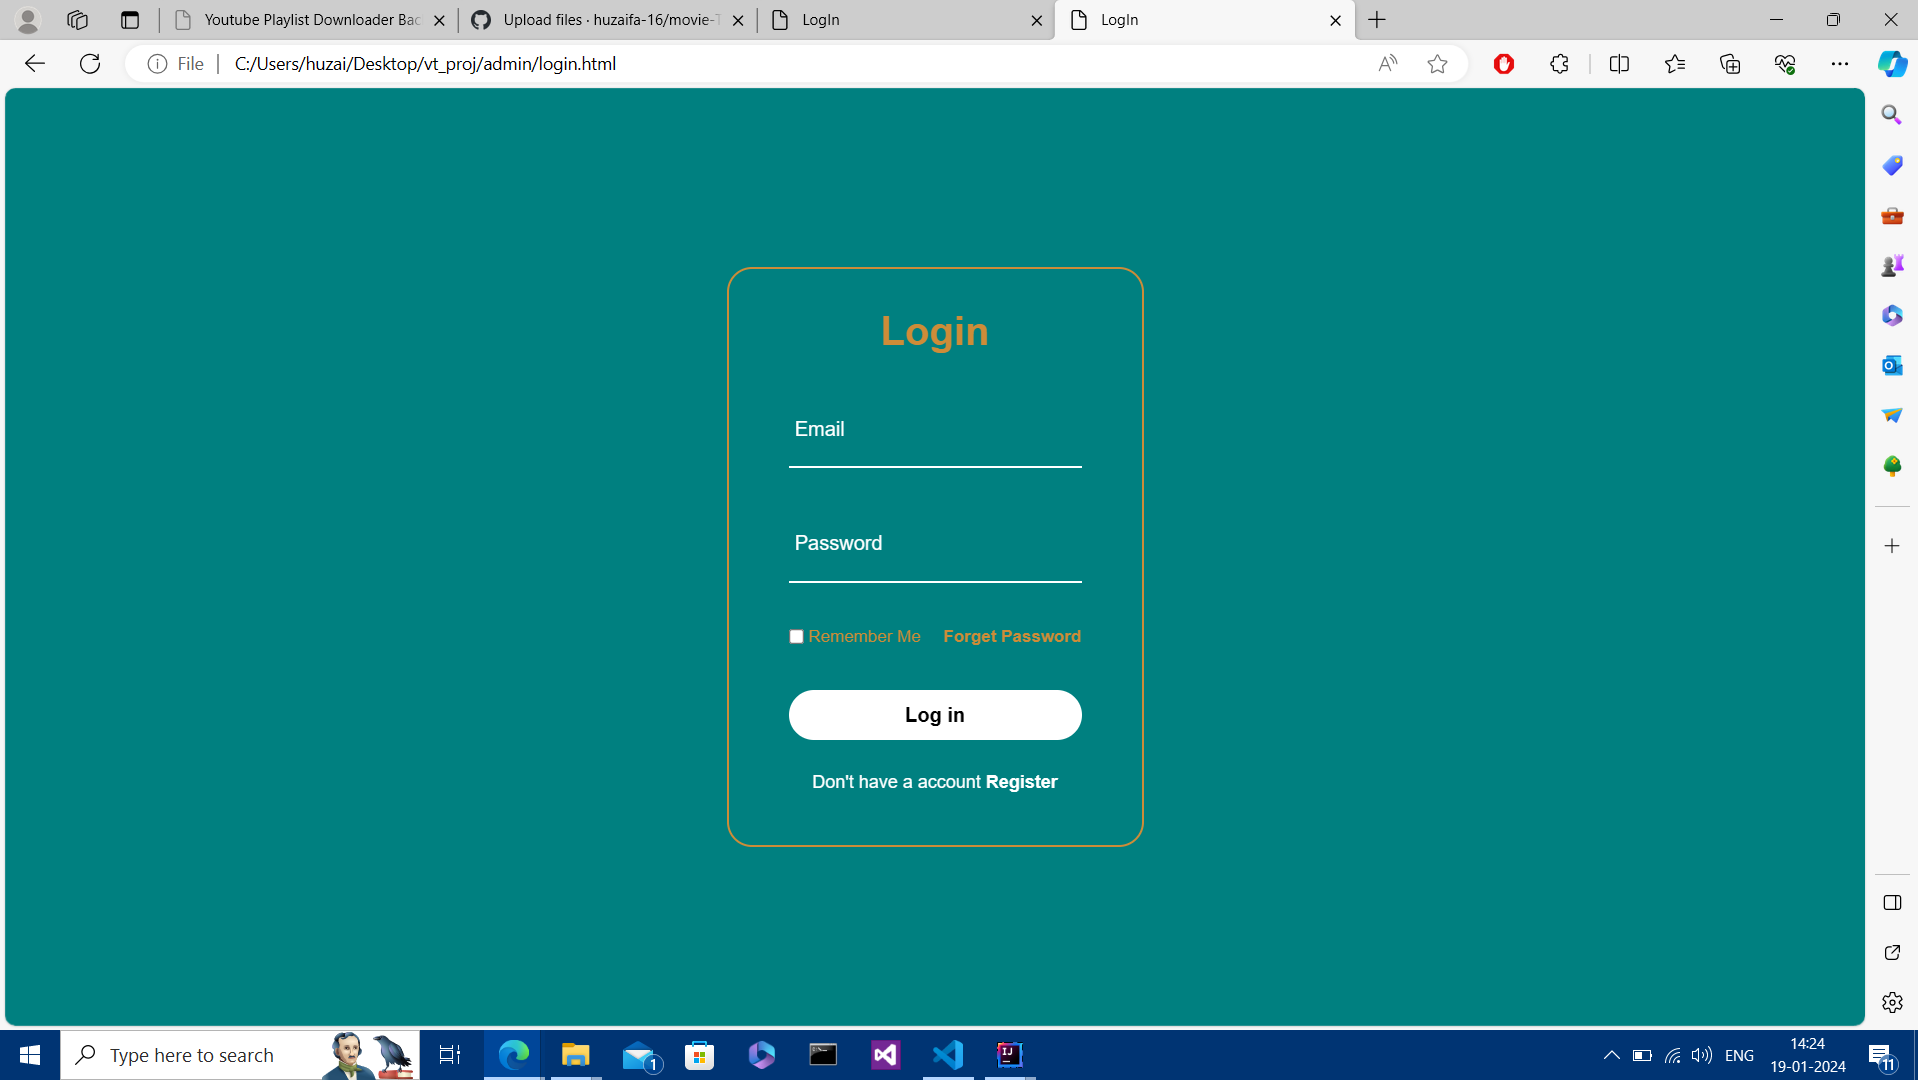 Youtube Playlist Downloader Bac
Upload files · huzaifa-16/movie-T
LogIn
LogIn
File
C:/Users/huzai/Desktop/vt_proj/admin/login.html
Login
Email
Password
Remember Me Forget Password
Log in
Don't have a account Register
Type here to search
1
IJ
ENG
14:24
19-01-2024
11